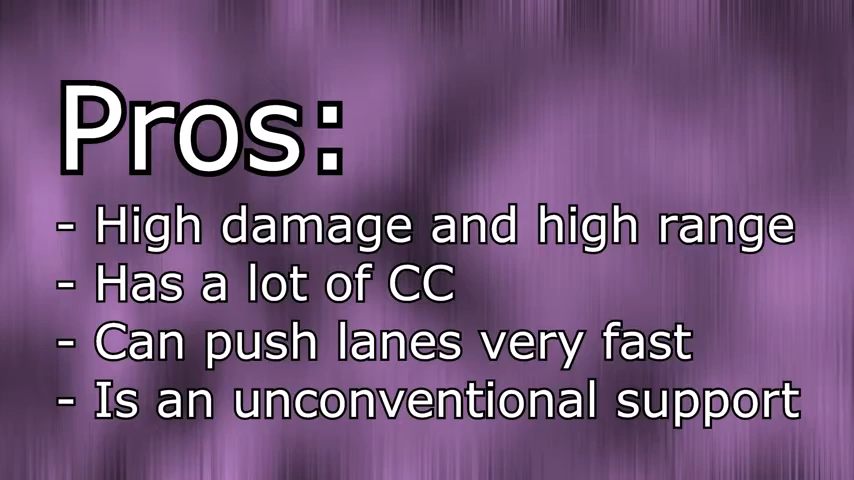 Pros:
- High damage and high range
- Has a lot of CC
- Can push lanes very fast
- Is an unconventional support